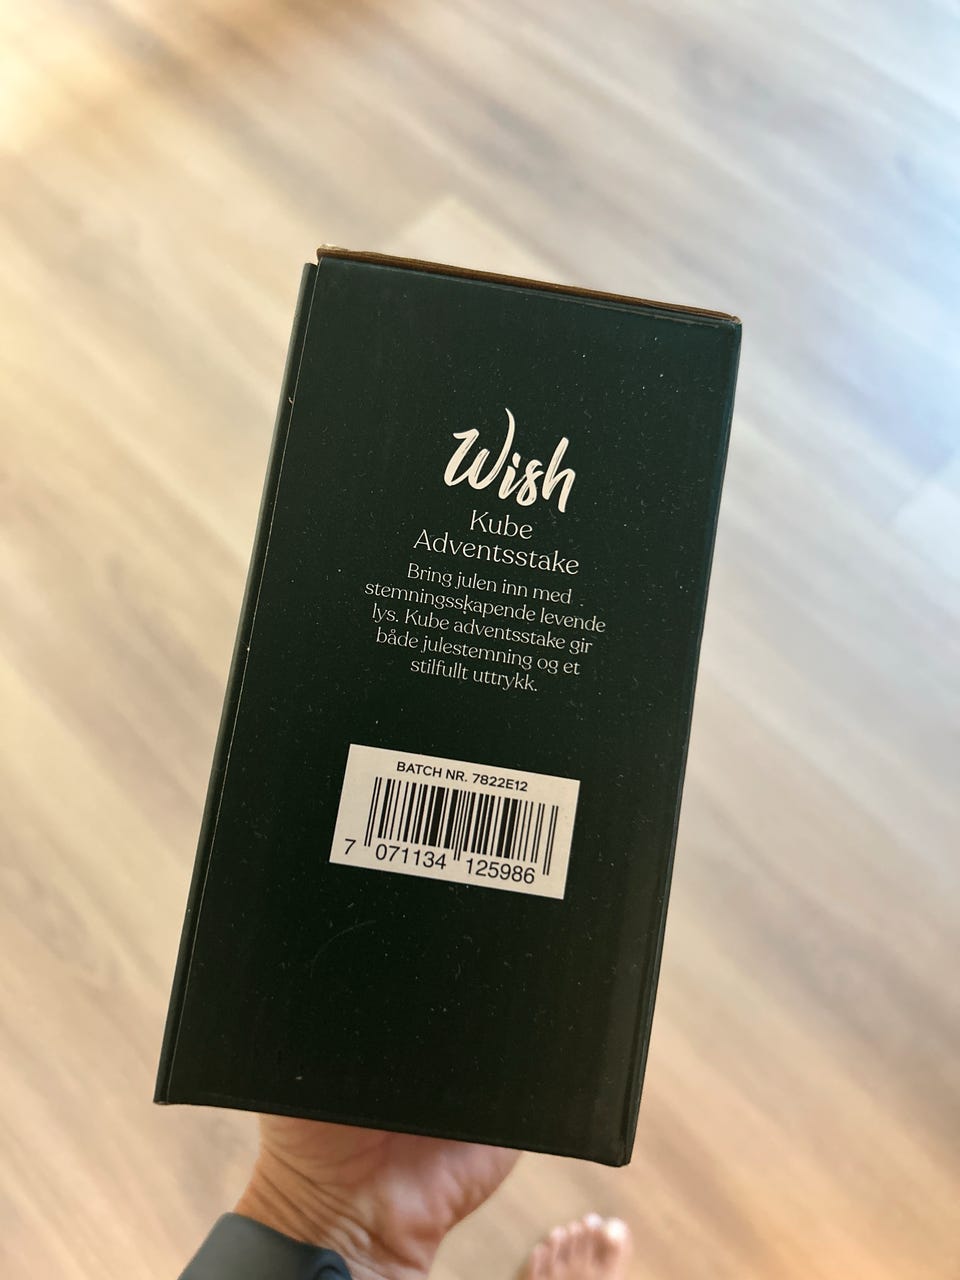 Wish
Kube
Adventsstake
Bring julen inn med
stemningsskapende levende
lys. Kube adventsstake gir
både julestemning og et
stilfullt uttrykk.
BATCH NR. 7822E12
7 071134 125986